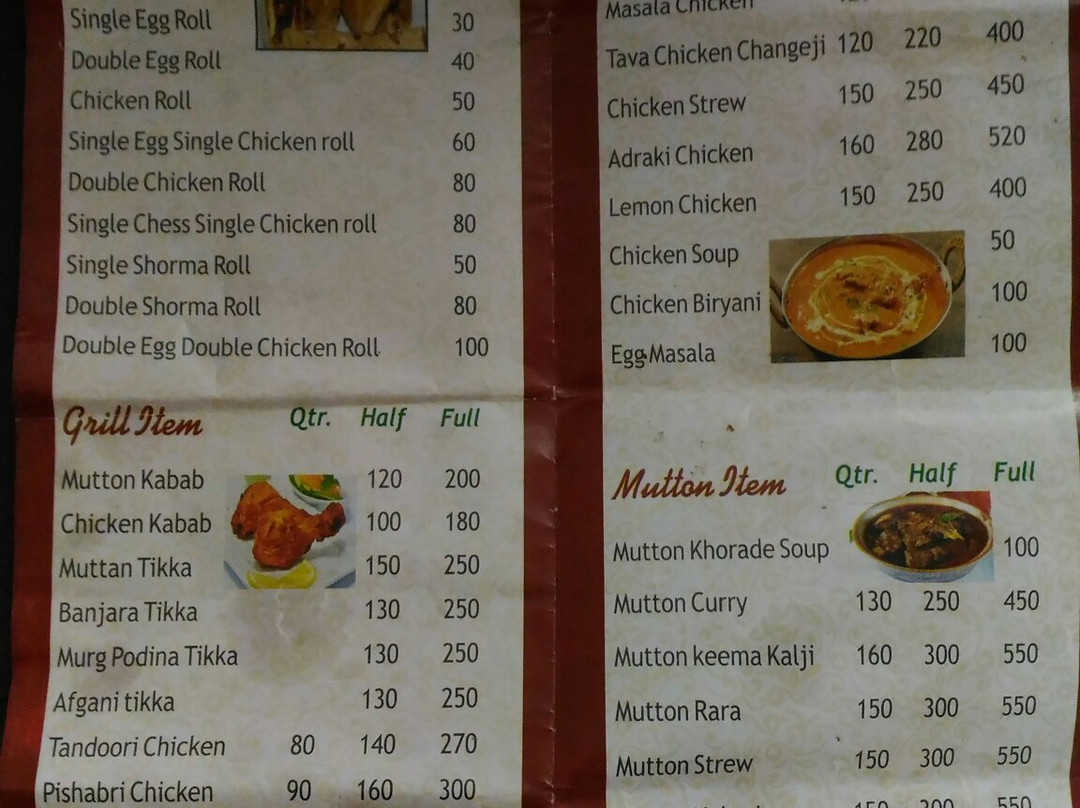 Single Egg Roll 30
Double Egg Roll 40
Chicken Roll 50
Single Egg Single Chicken roll 60
Double Chicken Roll 80
Single Chess Single Chicken roll 80
Single Shorma Roll 50
Double Shorma Roll 80
Double Egg Double Chicken Roll 100
Grill Item Qtr. Half Full
Mutton Kabab 120 200
Chicken Kabab 100 180
Muttan Tikka 150 250
Banjara Tikka 130 250
Murg Podina Tikka 130 250
Afgani tikka 130 250
Tandoori Chicken 80 140 270
Pishabri Chicken 90 160 300
Masala Chicken
Tava Chicken Changeji 120 220 400
Chicken Strew 150 250 450
Adraki Chicken 160 280 520
Lemon Chicken 150 250 400
Chicken Soup 50
Chicken Biryani 100
Egg Masala 100
Mutton Item Qtr. Half Full
Mutton Khorade Soup 100
Mutton Curry 130 250 450
Mutton keema Kalji 160 300 550
Mutton Rara 150 300 550
Mutton Strew 150 300 550
150 300 550